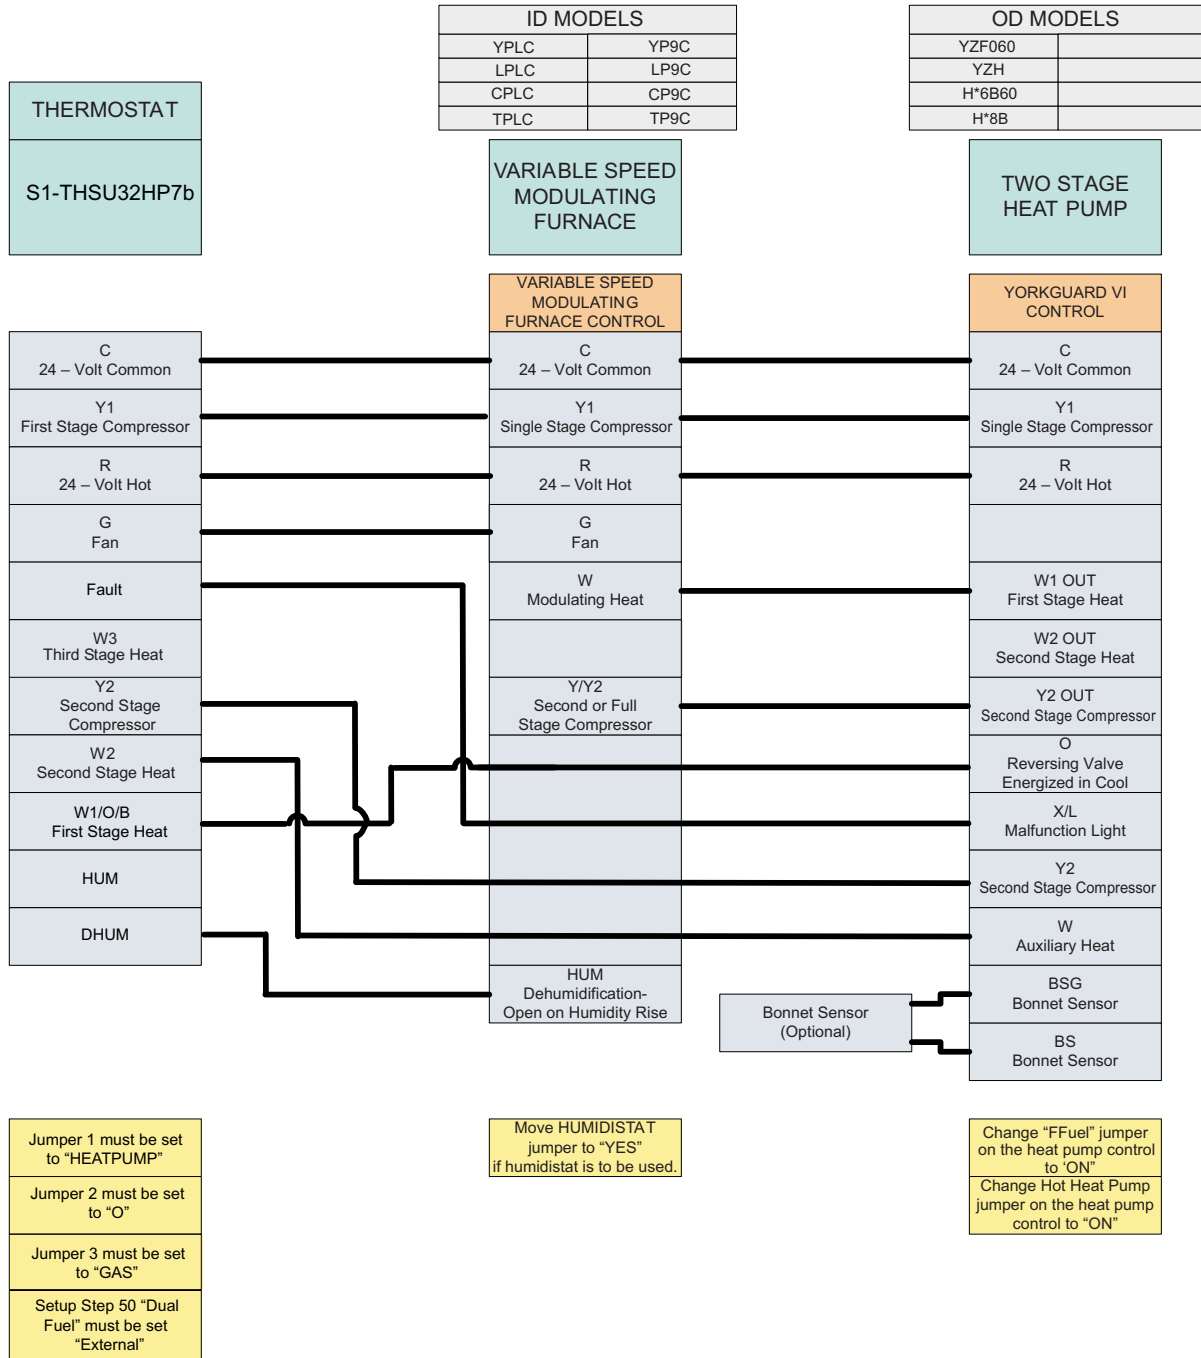 ID MODELS
YPLC YP9C
LPLC LP9C
CPLC CP9C
TPLC TP9C
OD MODELS
YZF060
YZH
H*6B60
H*8B
THERMOSTAT
S1-THSU32HP7b
VARIABLE SPEED
MODULATING
FURNACE
TWO STAGE
HEAT PUMP
VARIABLE SPEED
MODULATING
FURNACE CONTROL
YORKGUARD VI
CONTROL
C
24 – Volt Common
Y1
First Stage Compressor
R
24 – Volt Hot
G
Fan
Fault
W3
Third Stage Heat
Y2
Second Stage
Compressor
W2
Second Stage Heat
W1/O/B
First Stage Heat
HUM
DHUM
C
24 – Volt Common
Y1
Single Stage Compressor
R
24 – Volt Hot
G
Fan
W
Modulating Heat
Y/Y2
Second or Full
Stage Compressor
HUM
Dehumidification-
Open on Humidity Rise
C
24 – Volt Common
Y1
Single Stage Compressor
R
24 – Volt Hot
W1 OUT
First Stage Heat
W2 OUT
Second Stage Heat
Y2 OUT
Second Stage Compressor
O
Reversing Valve
Energized in Cool
X/L
Malfunction Light
Y2
Second Stage Compressor
W
Auxiliary Heat
BSG
Bonnet Sensor
BS
Bonnet Sensor
Bonnet Sensor
(Optional)
Jumper 1 must be set
to “HEATPUMP”
Jumper 2 must be set
to “O”
Jumper 3 must be set
to “GAS”
Setup Step 50 “Dual
Fuel” must be set
“External”
Move HUMIDISTAT
jumper to “YES”
if humidistat is to be used.
Change “FFuel” jumper
on the heat pump control
to ‘ON”
Change Hot Heat Pump
jumper on the heat pump
control to “ON”